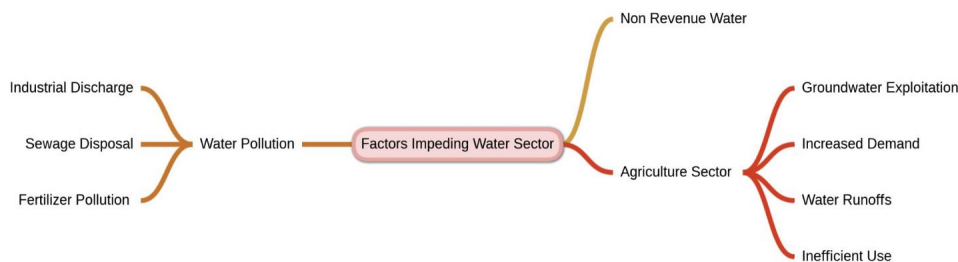 Non Revenue Water
Industrial Discharge
Groundwater Exploitation
Sewage Disposal
Water Pollution
Factors Impeding Water Sector
Increased Demand
Agriculture Sector
Fertilizer Pollution
Water Runoffs
Inefficient Use